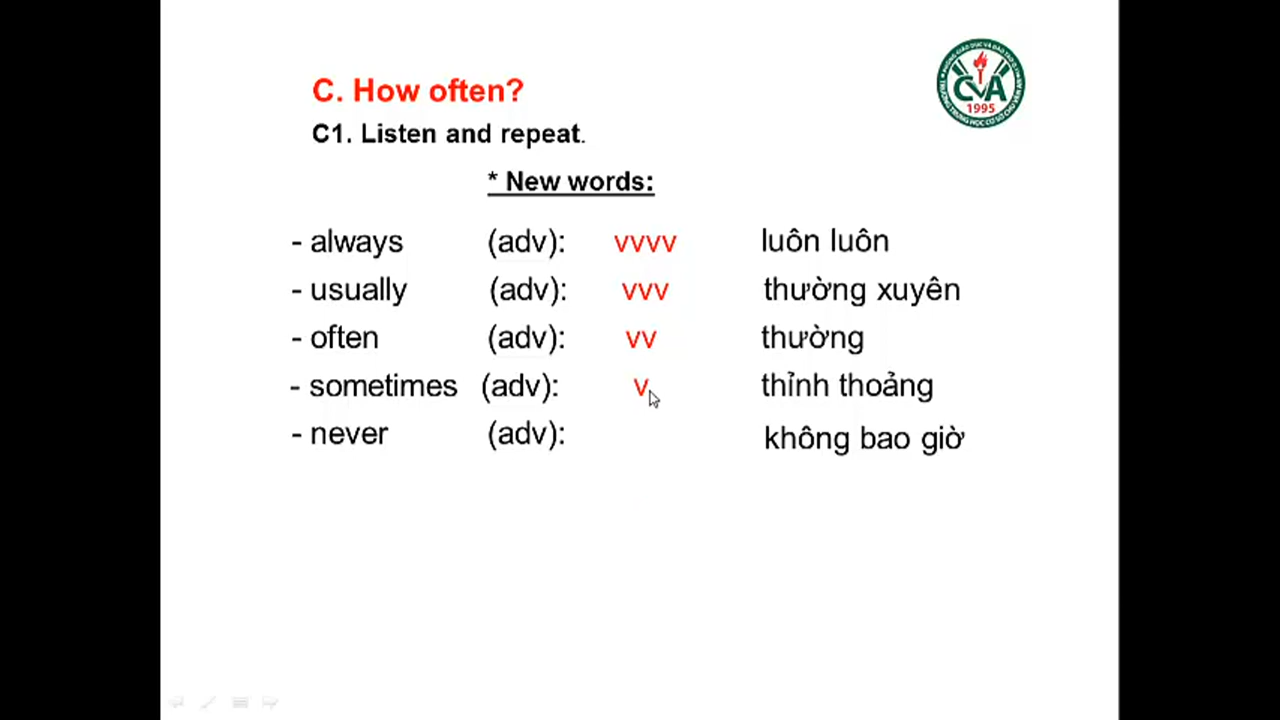 C. How often?
C1. Listen and repeat.
* New words:
- always (adv): vvvv luôn luôn
- usually (adv): vvv thường xuyên
- often (adv): vv thường
- sometimes (adv): v thỉnh thoảng
- never (adv): không bao giờ
CVA
1995